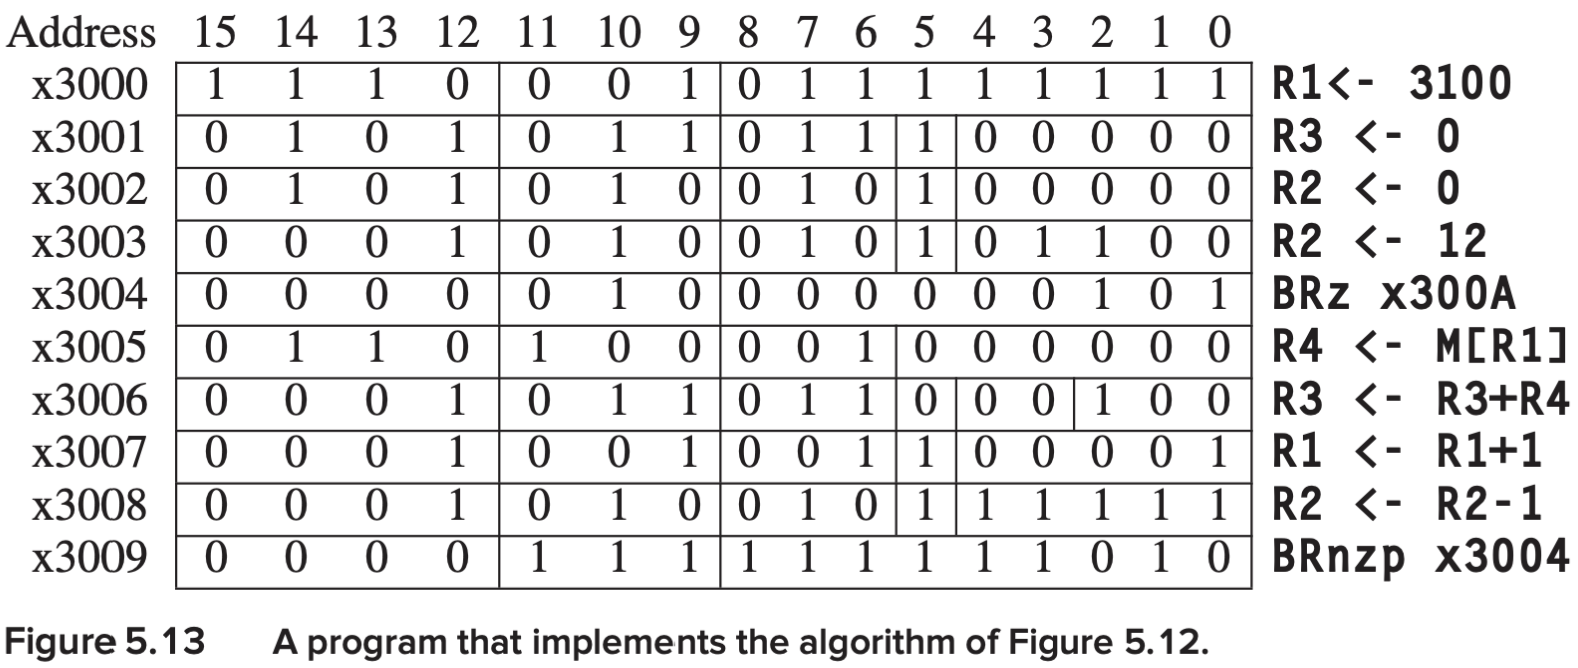 Address 15 14 13 12 11 10 9 8 7 6 5 4 3 2 1 0
x3000 1 1 1 0 0 0 1 0 1 1 1 1 1 1 1 1 R1<- 3100
x3001 0 1 0 1 0 1 1 0 1 1 1 0 0 0 0 0 R3 <- 0
x3002 0 1 0 1 0 1 0 0 1 0 1 0 0 0 0 0 R2 <- 0
x3003 0 0 0 1 0 1 0 0 1 0 1 0 1 1 0 0 R2 <- 12
x3004 0 0 0 0 0 1 0 0 0 0 0 0 0 1 0 1 BRz x300A
x3005 0 1 1 0 1 0 0 0 0 1 0 0 0 0 0 0 R4 <- M[R1]
x3006 0 0 0 1 0 1 1 0 1 1 0 0 0 1 0 0 R3 <- R3+R4
x3007 0 0 0 1 0 0 1 0 0 1 1 0 0 0 0 1 R1 <- R1+1
x3008 0 0 0 1 0 1 0 0 1 0 1 1 1 1 1 1 R2 <- R2-1
x3009 0 0 0 0 1 1 1 1 1 1 1 1 1 0 1 0 BRnzp x3004
Figure 5.13 A program that implements the algorithm of Figure 5.12.